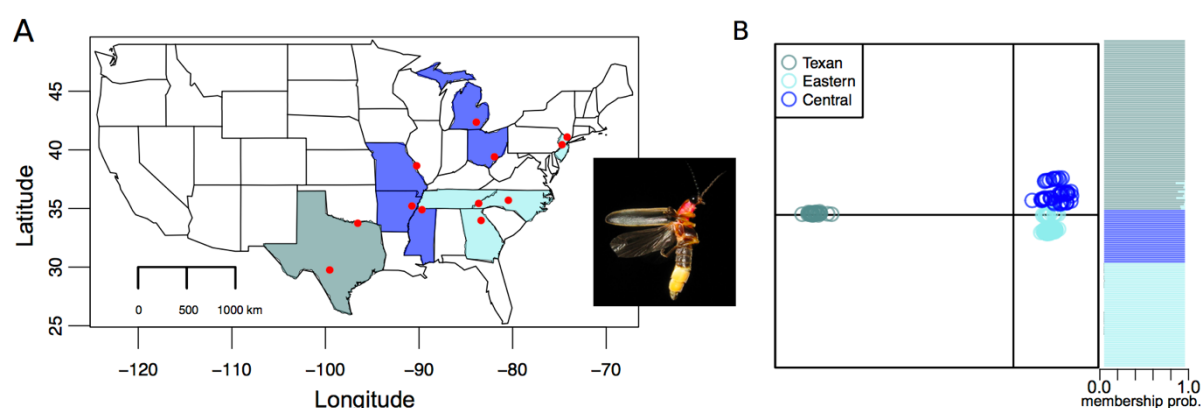 A
Latitude
45
40
35
30
25
0 500 1000 km
−120 −110 −100 −90 −80 −70
Longitude
B
Texan
Eastern
Central
0.0 1.0
membership prob.